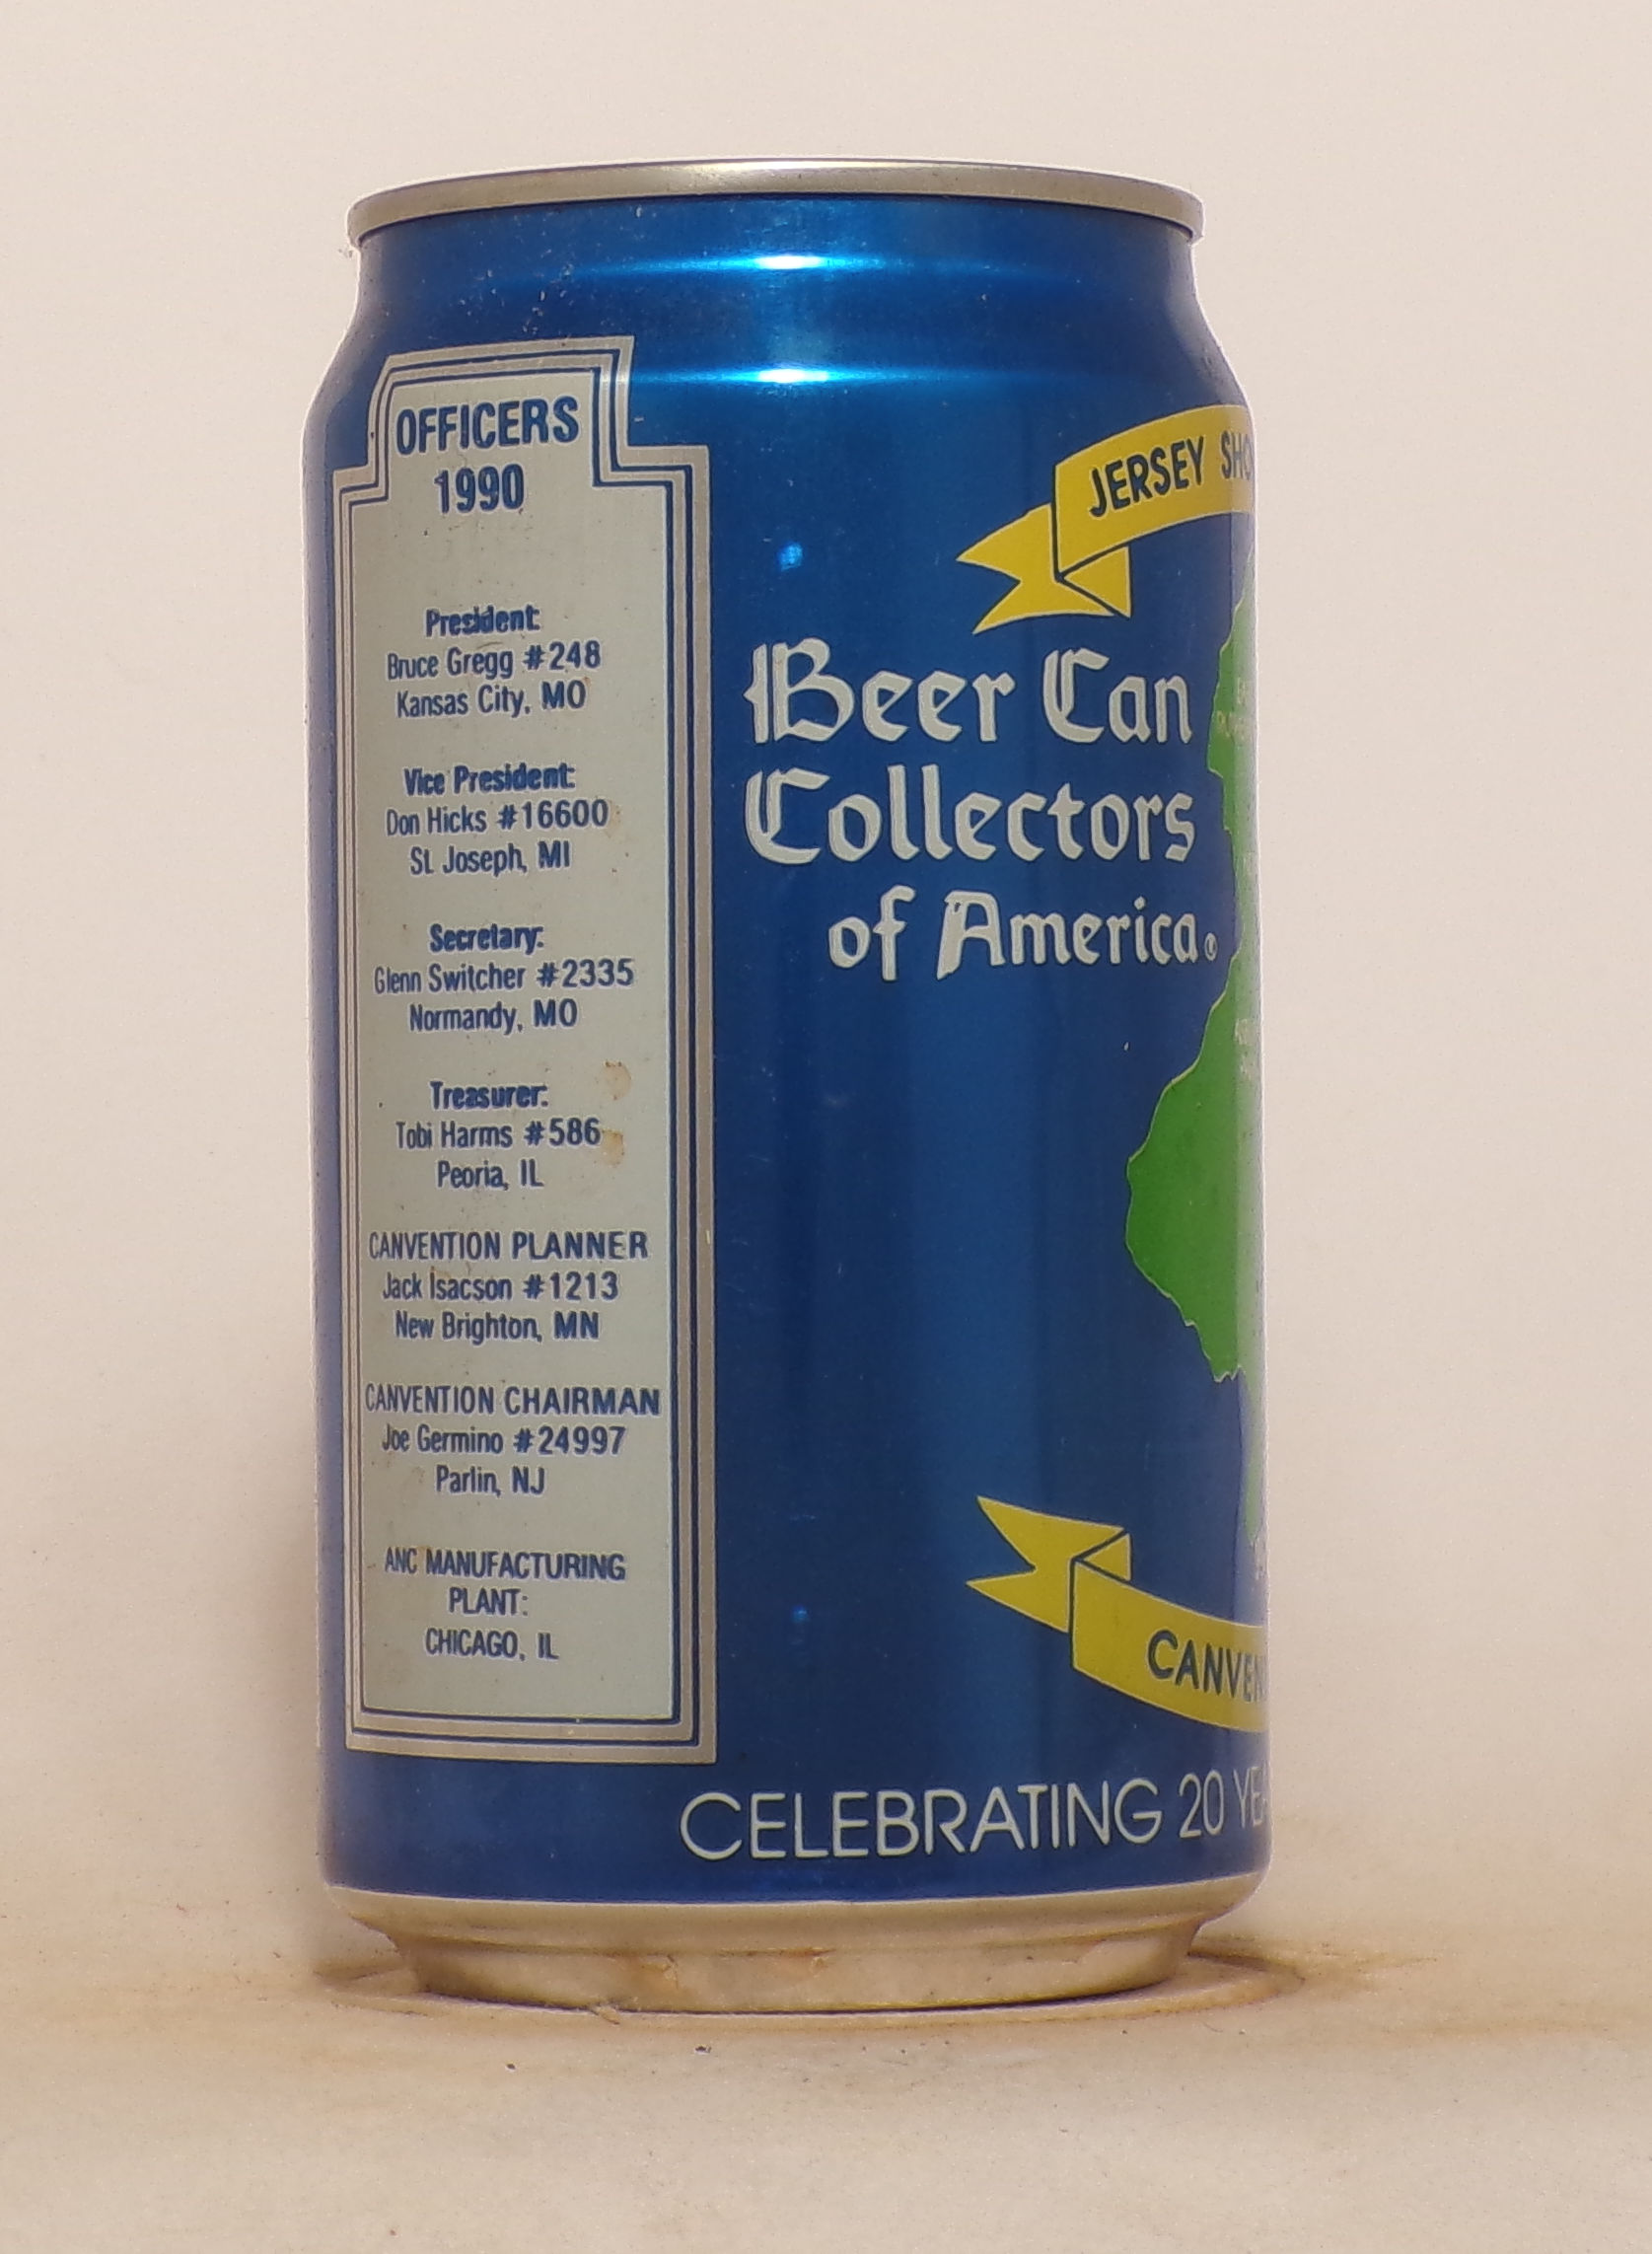 OFFICERS
1990
President:
Bruce Gregg #248
Kansas City, MO
Vice President:
Don Hicks #16600
St. Joseph, MI
Secretary:
Glenn Switcher #2335
Normandy, MO
Treasurer:
Tobi Harms #586
Peoria, IL
CANVENTION PLANNER
Jack Isacson #1213
New Brighton, MN
CANVENTION CHAIRMAN
Joe Germino #24997
Parlin, NJ
ANC MANUFACTURING
PLANT:
CHICAGO, IL
JERSEY
Beer Can
Collectors
of America®
CELEBRATING 20